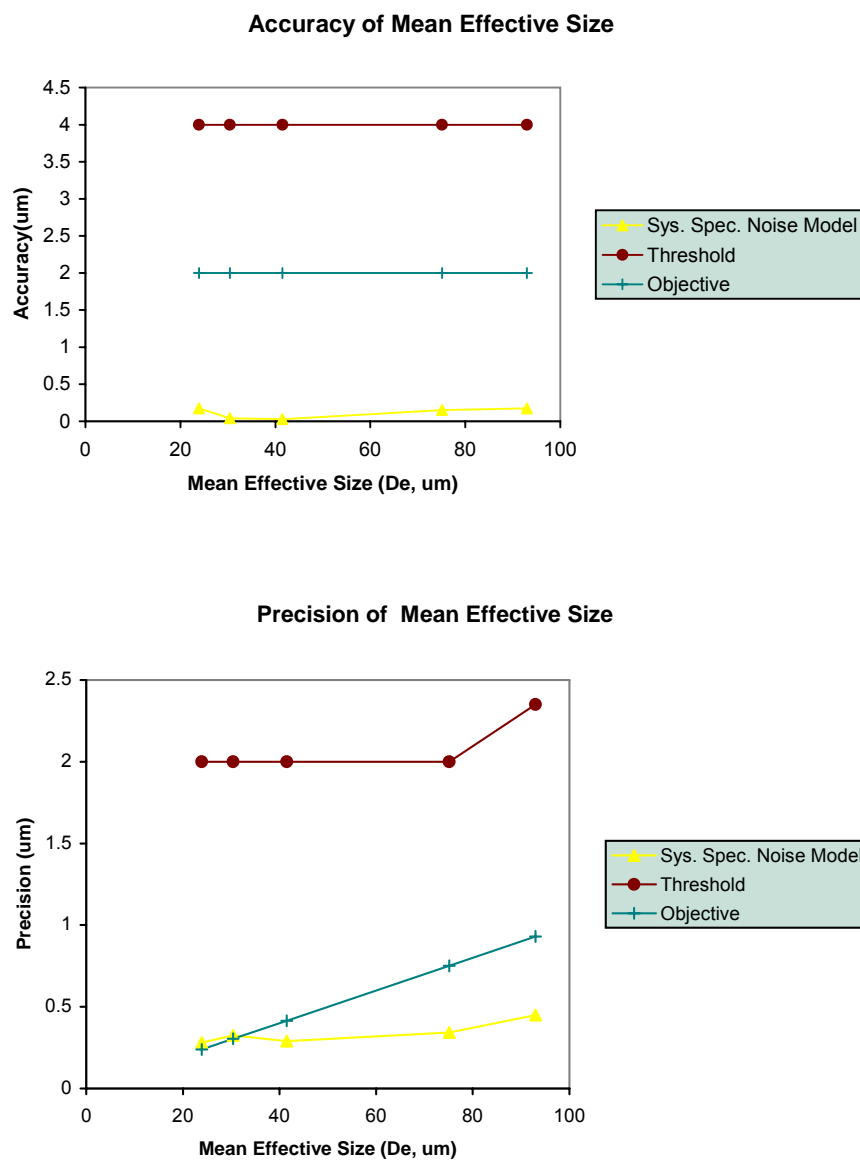 Accuracy of Mean Effective Size
4.5
4
3.5
3
2.5
2
1.5
1
0.5
0
Accuracy(um)
0 20 40 60 80 100
Mean Effective Size (De, um)
Sys. Spec. Noise Model
Threshold
Objective
Precision of Mean Effective Size
2.5
2
1.5
1
0.5
0
Precision (um)
0 20 40 60 80 100
Mean Effective Size (De, um)
Sys. Spec. Noise Model
Threshold
Objective